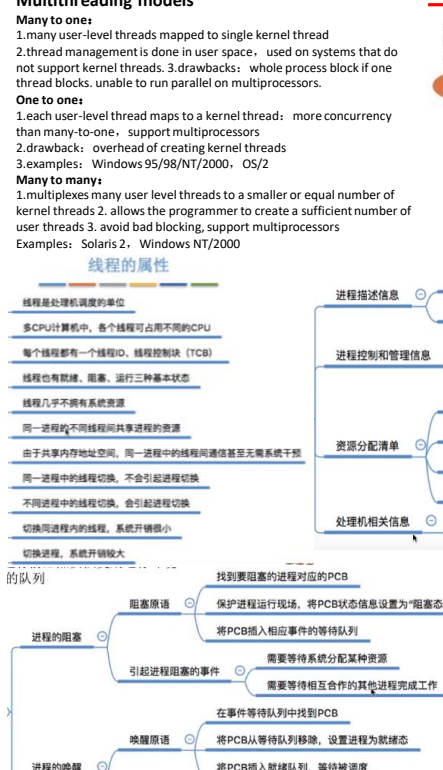 Multithreading models
Many to one：
1.many user-level threads mapped to single kernel thread
2.thread management is done in user space，used on systems that do
not support kernel threads. 3.drawbacks：whole process block if one
thread blocks. unable to run parallel on multiprocessors.
One to one：
1.each user-level thread maps to a kernel thread：more concurrency
than many-to-one，support multiprocessors
2.drawback：overhead of creating kernel threads
3.examples：Windows 95/98/NT/2000，OS/2
Many to many：
1.multiplexes many user level threads to a smaller or equal number of
kernel threads 2. allows the programmer to create a sufficient number of
user threads 3. avoid bad blocking, support multiprocessors
Examples：Solaris 2，Windows NT/2000
线程的属性
线程是处理机调度的单位
多CPU计算机中，各个线程可占用不同的CPU
每个线程都有一个线程ID、线程控制块（TCB）
线程也有就绪、阻塞、运行三种基本状态
线程几乎不拥有系统资源
同一进程的不同线程间共享进程的资源
由于共享内存地址空间，同一进程中的线程间通信甚至无需系统干预
同一进程中的线程切换，不会引起进程切换
不同进程中的线程切换，会引起进程切换
切换同进程内的线程，系统开销很小
切换进程，系统开销较大
进程描述信息
进程控制和管理信息
资源分配清单
处理机相关信息
的队列
进程的阻塞
阻塞原语
找到要阻塞的进程对应的PCB
保护进程运行现场，将PCB状态信息设置为"阻塞态
将PCB插入相应事件的等待队列
引起进程阻塞的事件
需要等待系统分配某种资源
需要等待相互合作的其他进程完成工作
进程的唤醒
唤醒原语
在事件等待队列中找到PCB
将PCB从等待队列移除，设置进程为就绪态
将PCB插入就绪队列，等待被调度